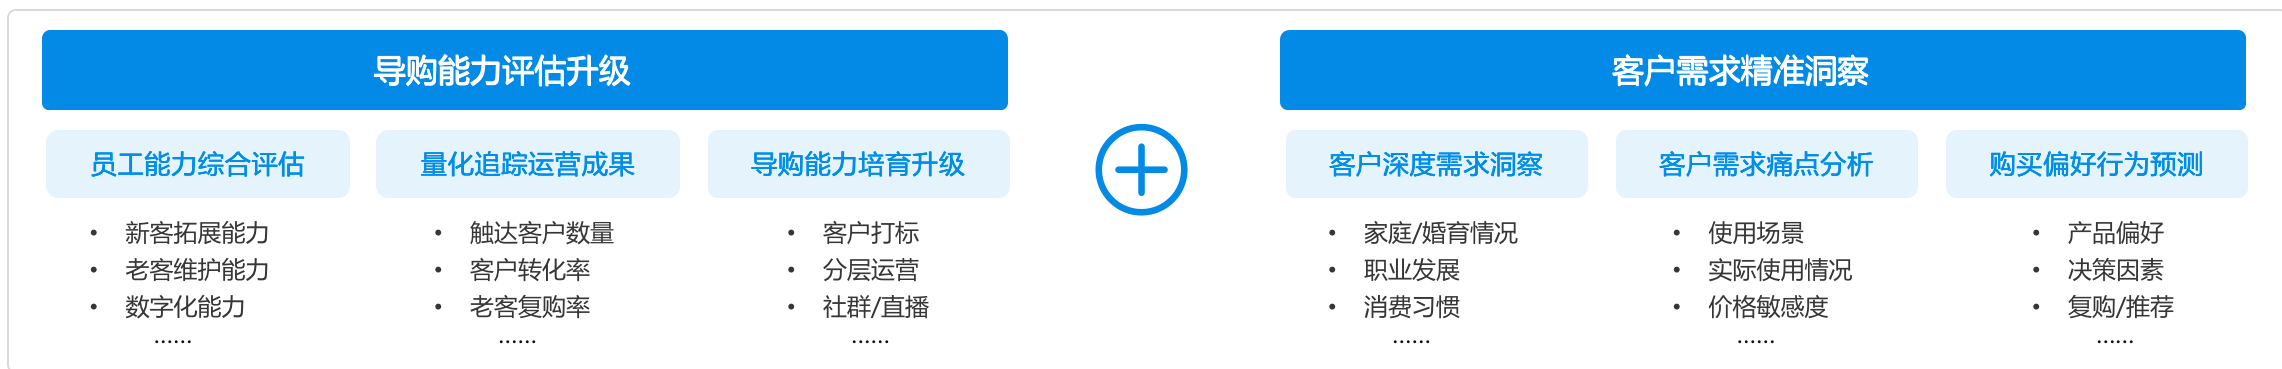 导购能力评估升级
员工能力综合评估
• 新客拓展能力
• 老客维护能力
• 数字化能力
......
量化追踪运营成果
• 触达客户数量
• 客户转化率
• 老客复购率
......
导购能力培育升级
• 客户打标
• 分层运营
• 社群/直播
......
客户需求精准洞察
客户深度需求洞察
• 家庭/婚育情况
• 职业发展
• 消费习惯
......
客户需求痛点分析
• 使用场景
• 实际使用情况
• 价格敏感度
......
购买偏好行为预测
• 产品偏好
• 决策因素
• 复购/推荐
......